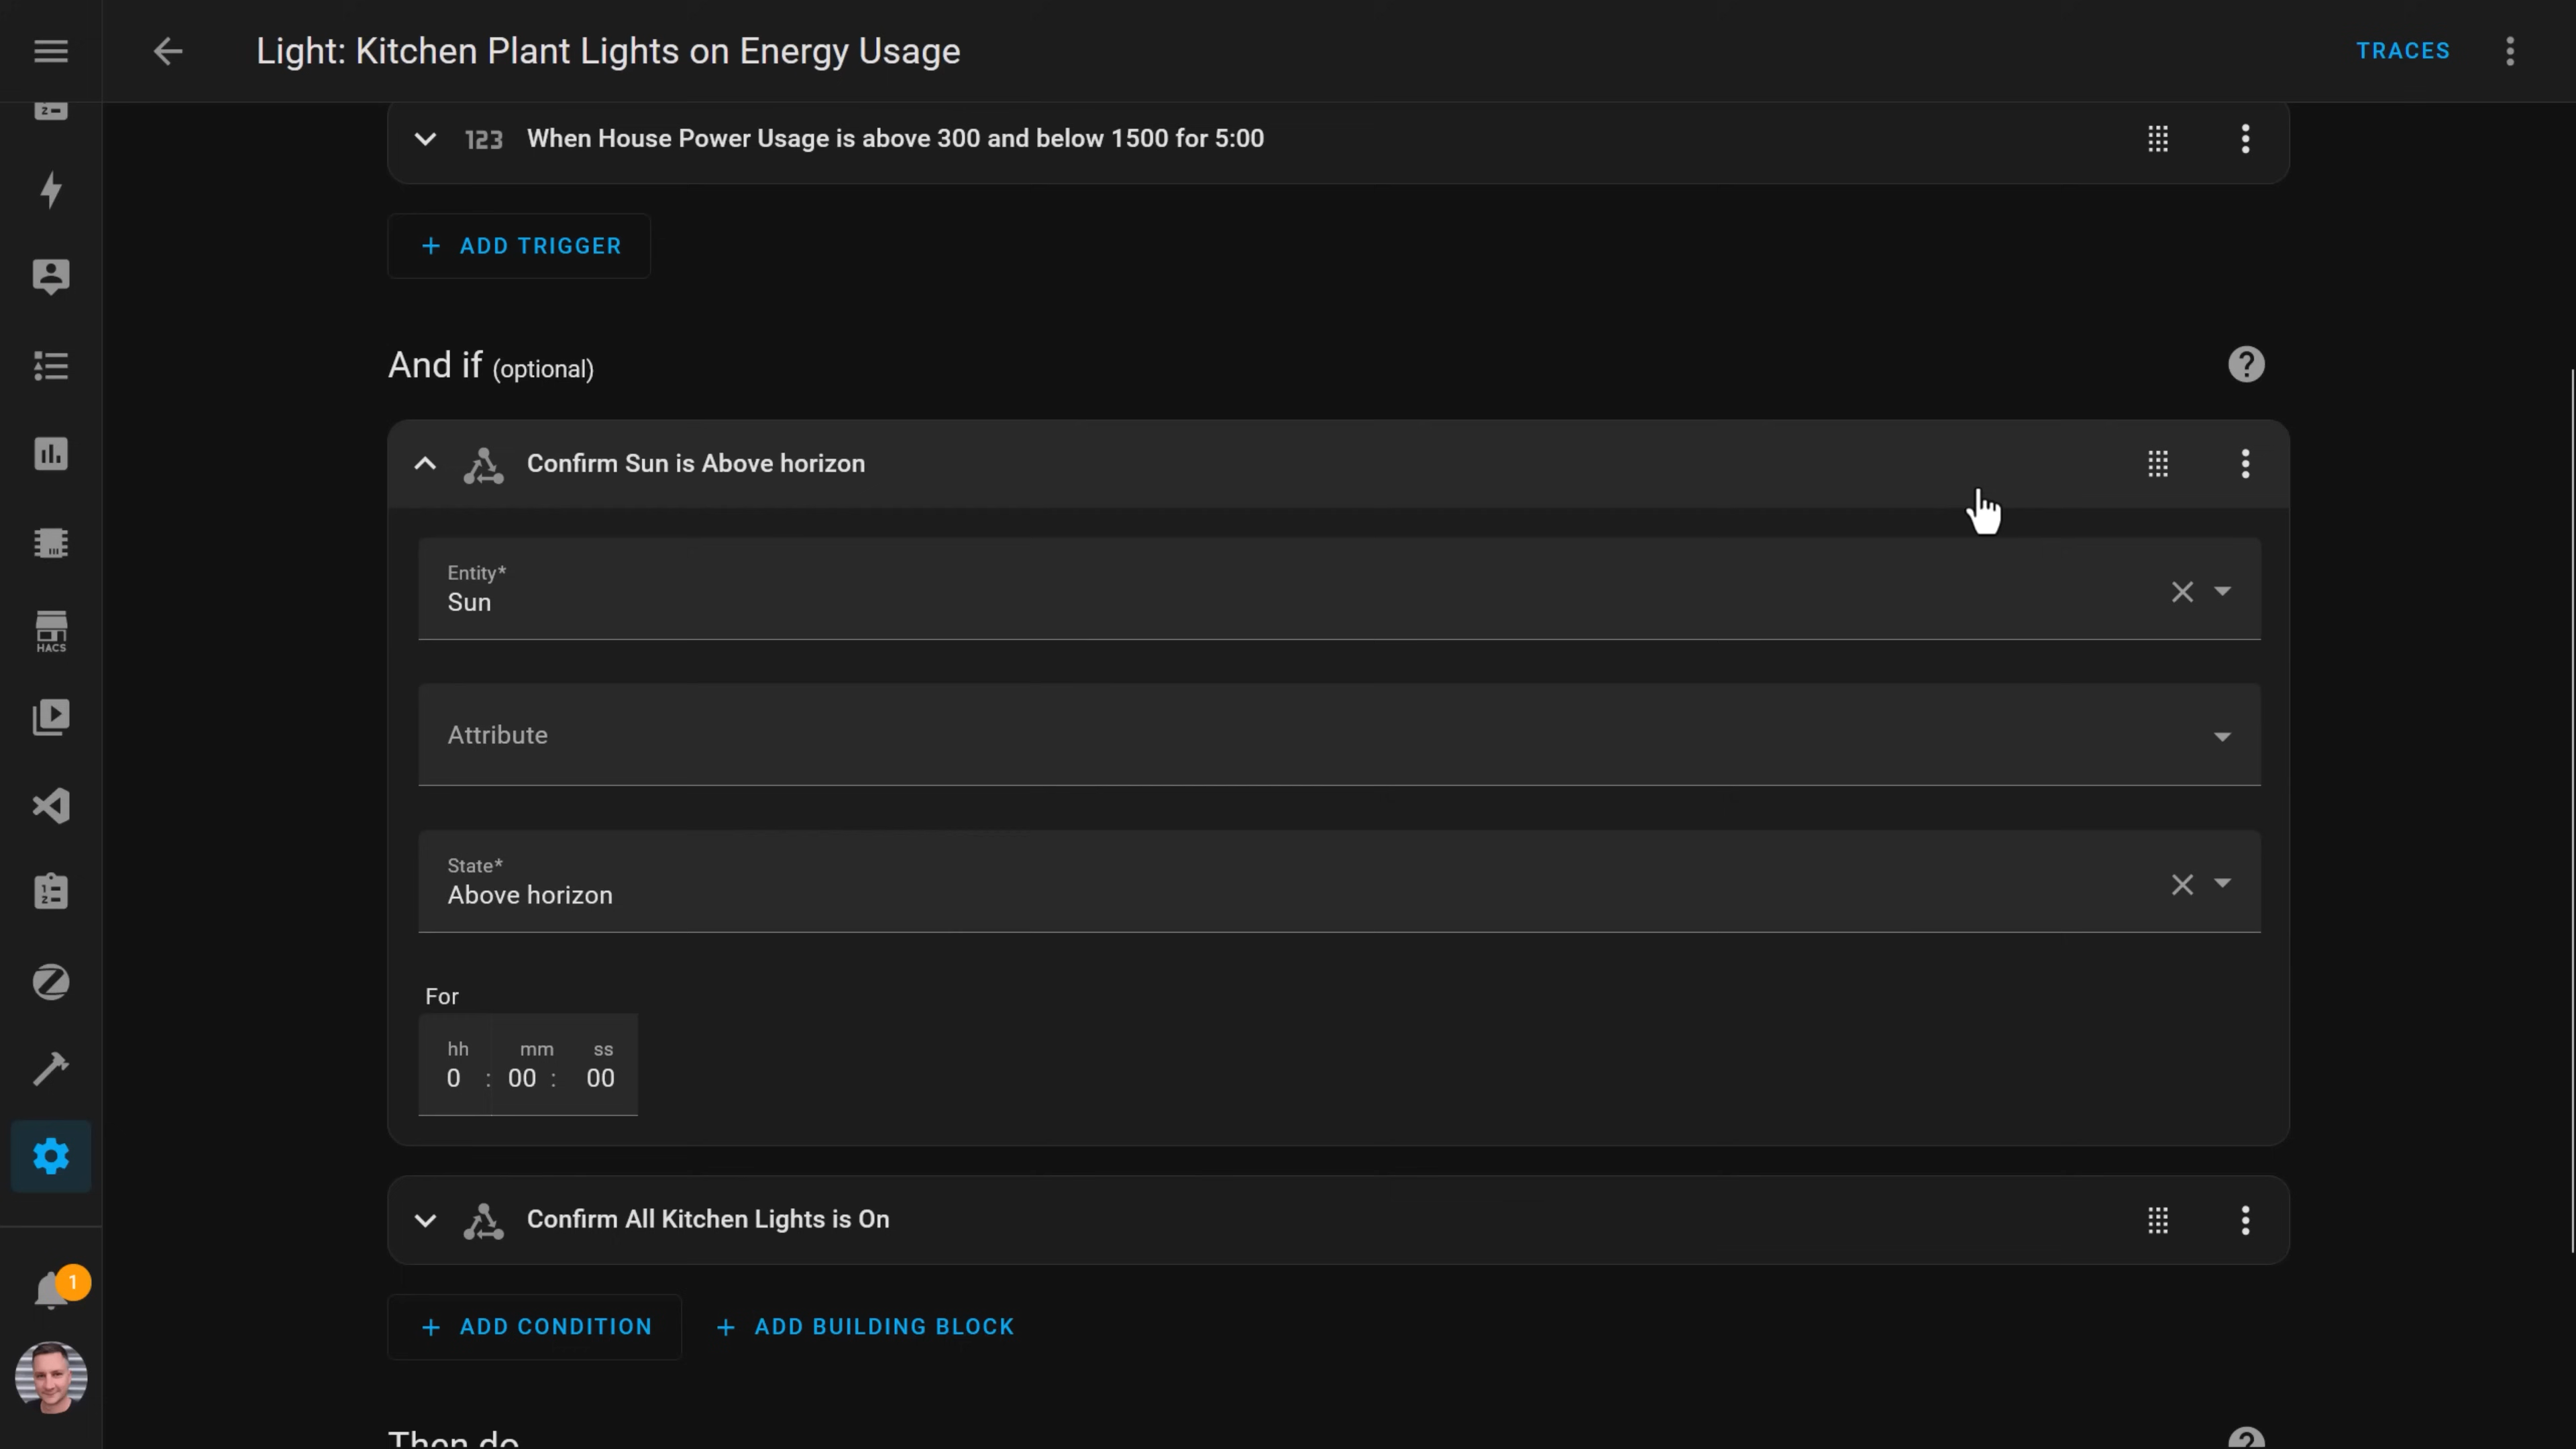 Light: Kitchen Plant Lights on Energy Usage
TRACES
123 When House Power Usage is above 300 and below 1500 for 5:00
+ ADD TRIGGER
And if (optional)
Confirm Sun is Above horizon
Entity*
Sun
Attribute
State*
Above horizon
For
hh mm ss
0 : 00 : 00
Confirm All Kitchen Lights is On
+ ADD CONDITION + ADD BUILDING BLOCK
Then do
HACS
1